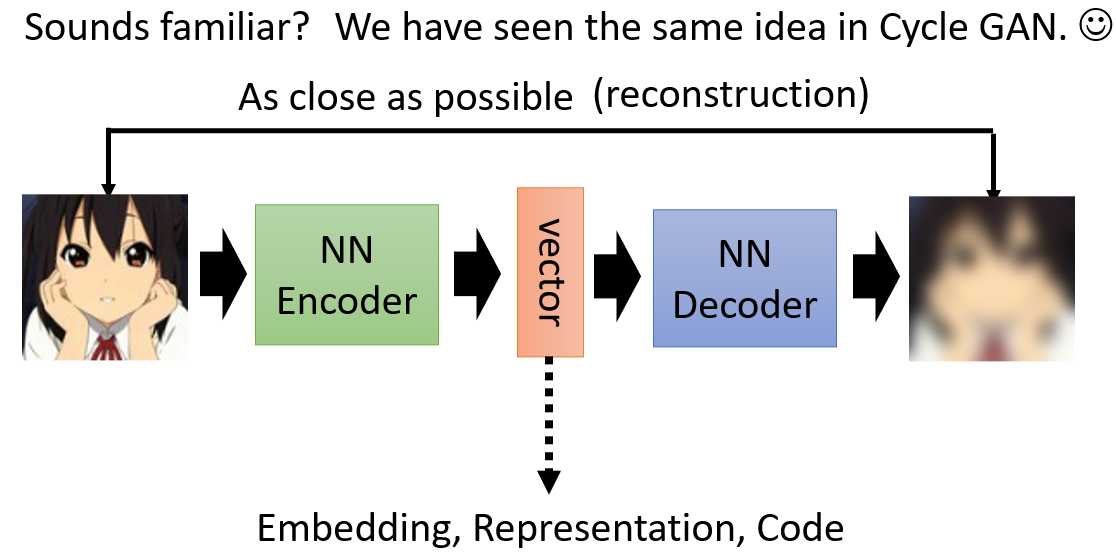 Sounds familiar? We have seen the same idea in Cycle GAN. ☺
As close as possible (reconstruction)
NN
Encoder
vector
NN
Decoder
Embedding, Representation, Code